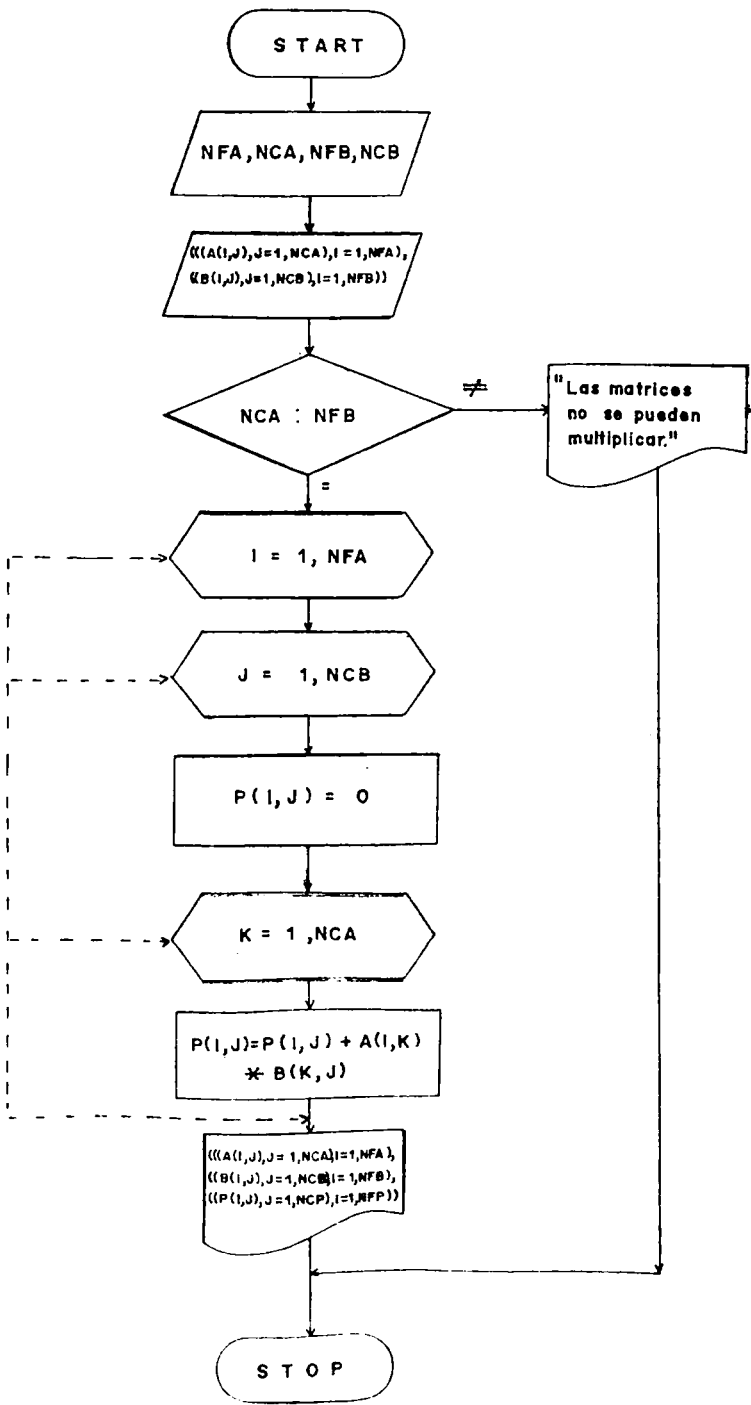 START
NFA,NCA,NFB,NCB
(((A(I,J),J=1,NCA),I=1,NFA),
((B(I,J),J=1,NCB),I=1,NFB))
NCA : NFB
≠
"Las matrices
no se pueden
multiplicar."
=
I = 1, NFA
J = 1, NCB
P(I,J) = 0
K = 1, NCA
P(I,J)=P(I,J) + A(I,K)
* B(K,J)
(((A(I,J),J=1,NCA),I=1,NFA),
((B(I,J),J=1,NCB),I=1,NFB),
((P(I,J),J=1,NCP),I=1,NFP))
STOP